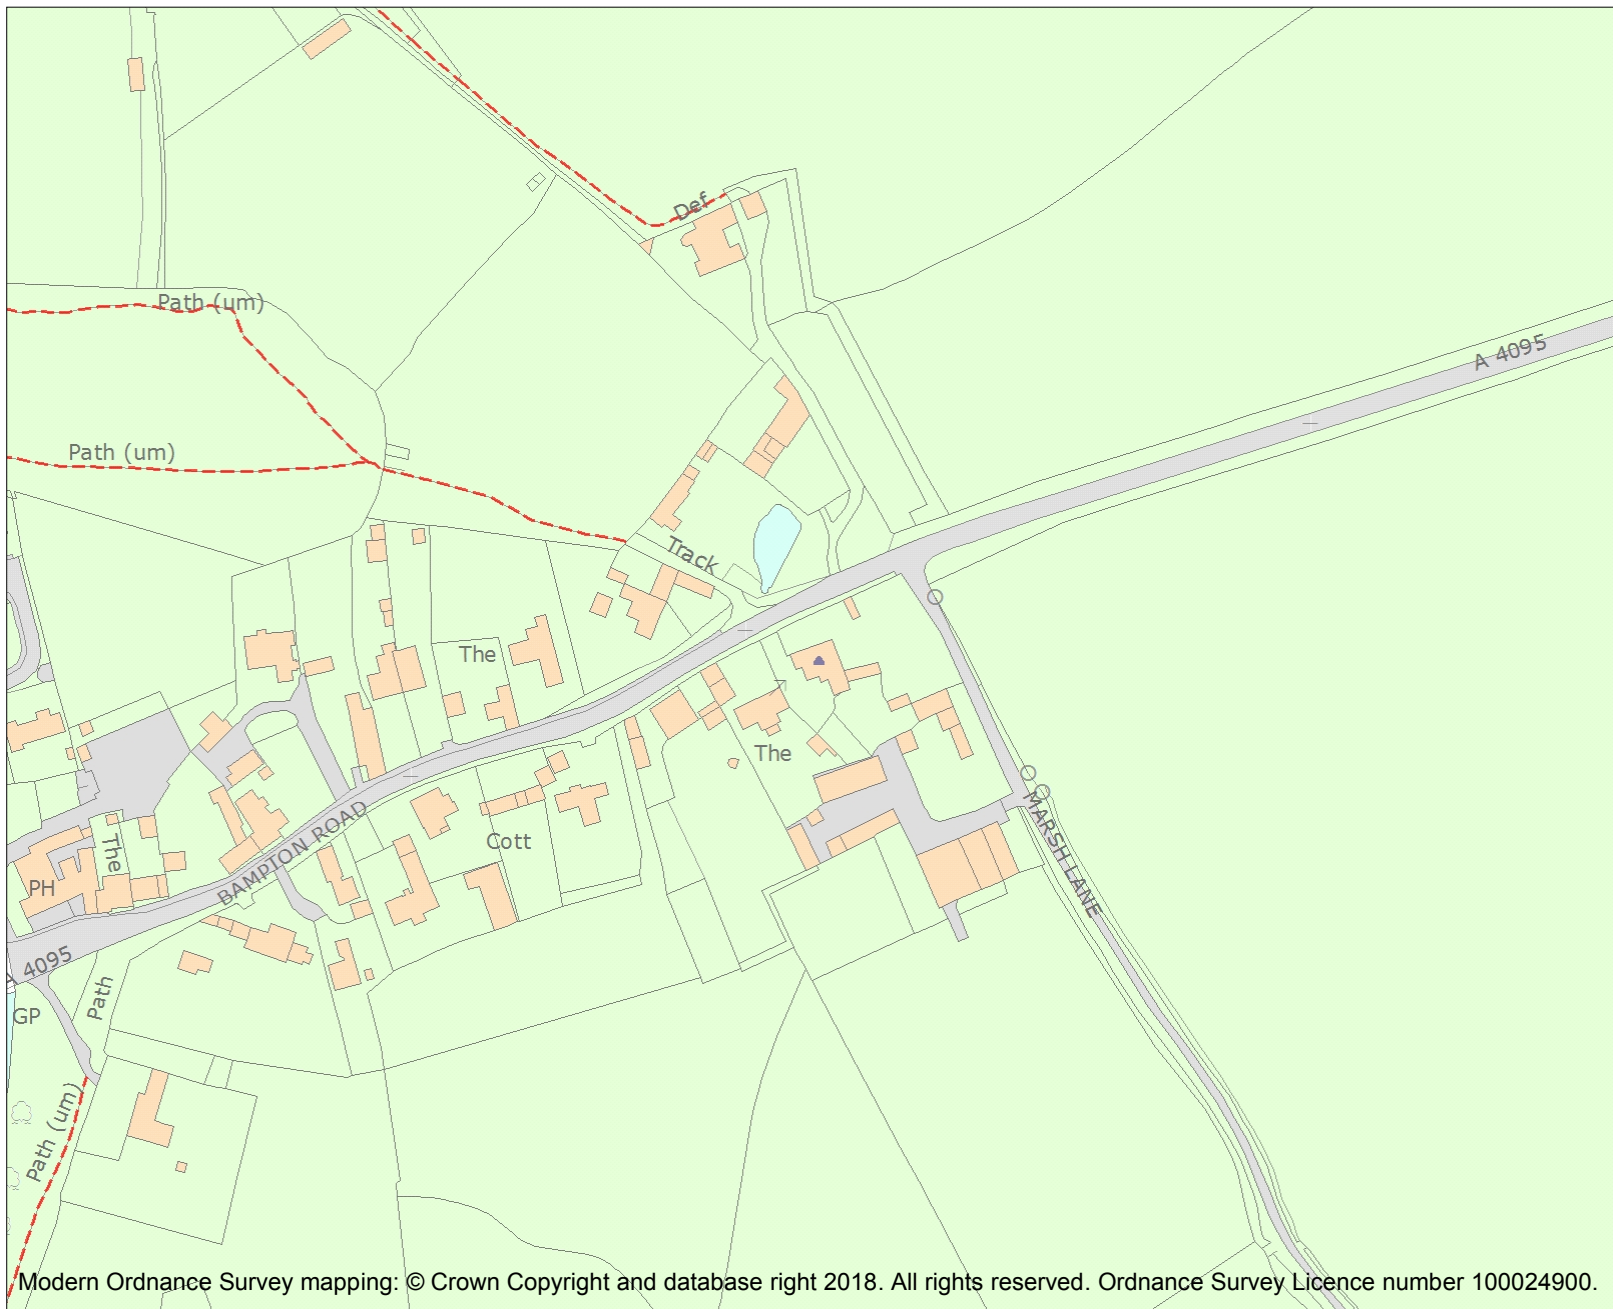 Def
Path (um)
A 4095
Path (um)
Track
The
The
BAMPTON ROAD
Cott
The
MARSH LANE
PH
A 4095
Path
GP
Path (um)
Modern Ordnance Survey mapping: © Crown Copyright and database right 2018. All rights reserved. Ordnance Survey Licence number 100024900.